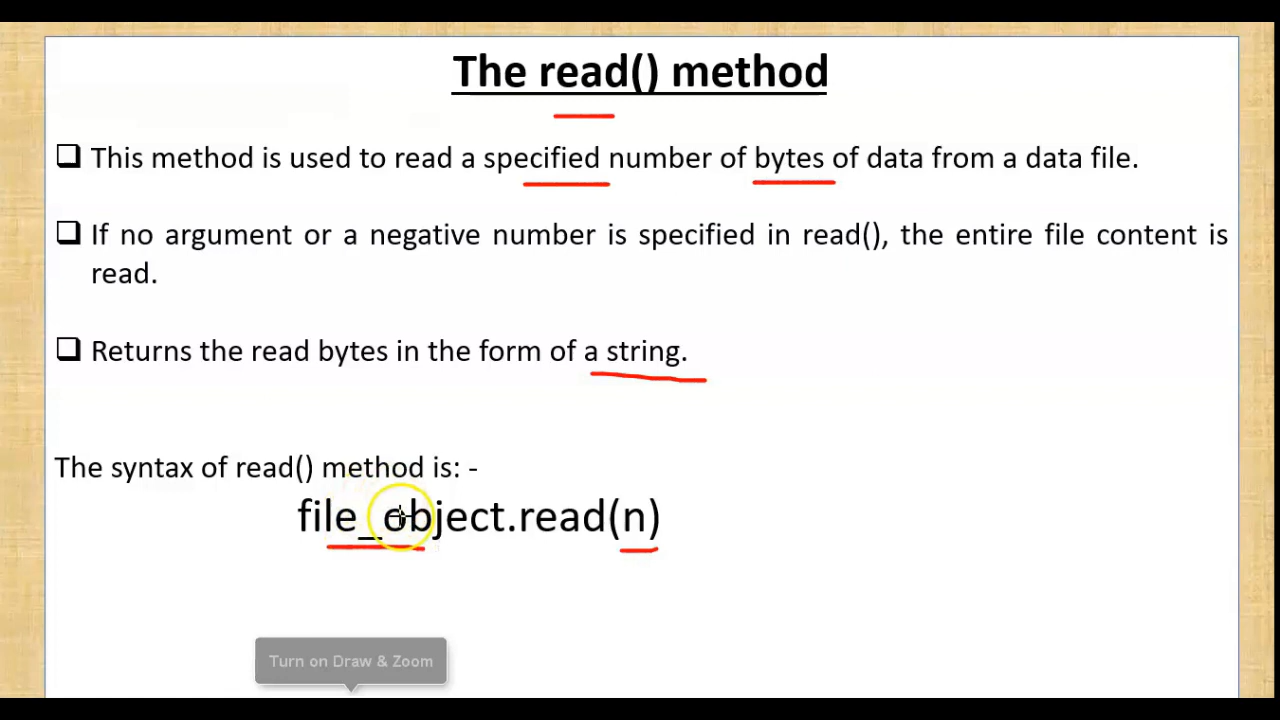 The read() method
This method is used to read a specified number of bytes of data from a data file.
If no argument or a negative number is specified in read(), the entire file content is
read.
Returns the read bytes in the form of a string.
The syntax of read() method is: -
file_object.read(n)
Turn on Draw & Zoom